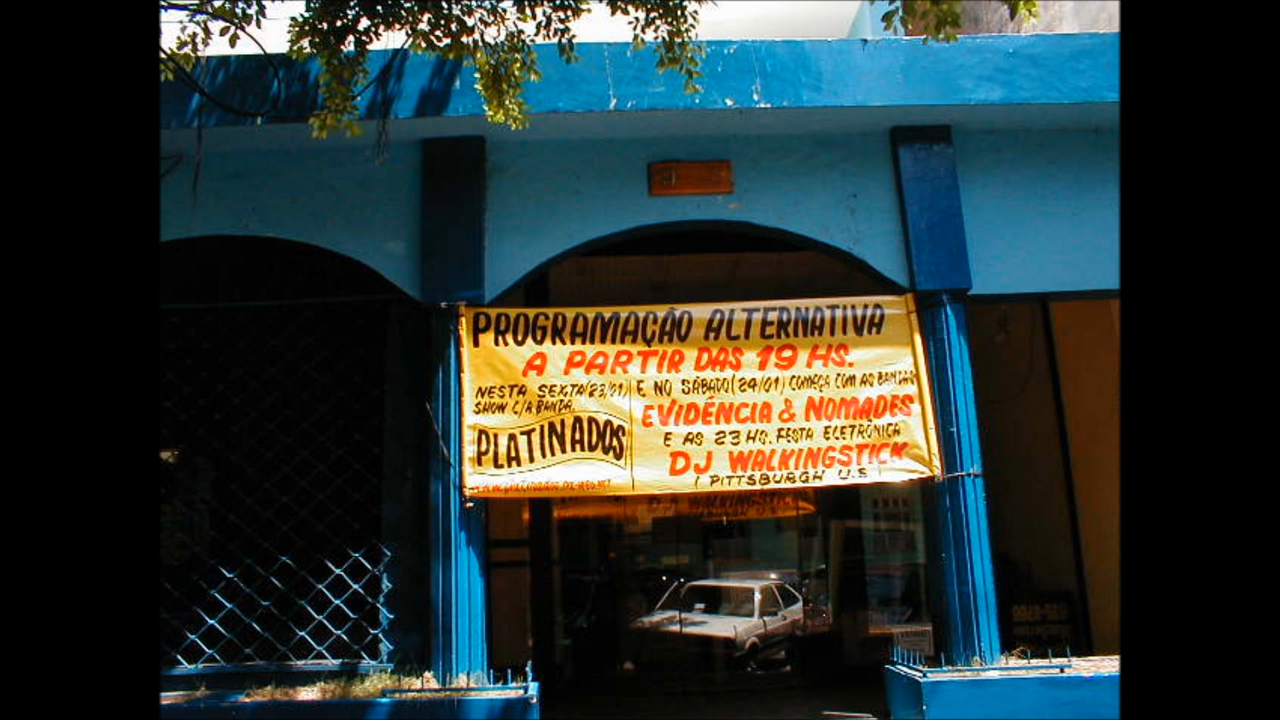 PROGRAMAÇÃO ALTERNATIVA
A PARTIR DAS 19 HS.
NESTA SEXTA(23/01)
SHOW C/A BANDA
PLATINADOS
E NO SÁBADO(24/01) COMEÇA COM AS BANDAS
EVIDÊNCIA & NOMADES
E AS 23 HS. FESTA ELETRÔNICA
DJ WALKINGSTICK
( PITTSBURGH U.S